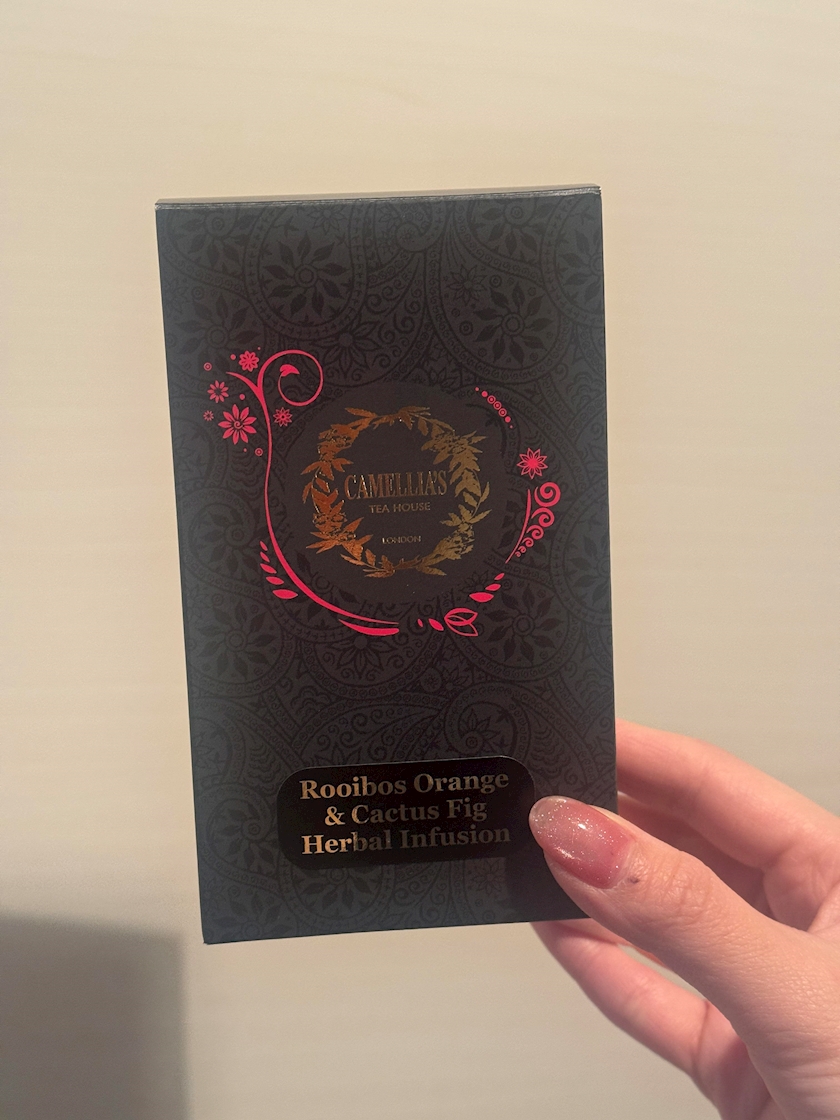 CAMELLIA'S
TEA HOUSE
LONDON
Rooibos Orange
& Cactus Fig
Herbal Infusion